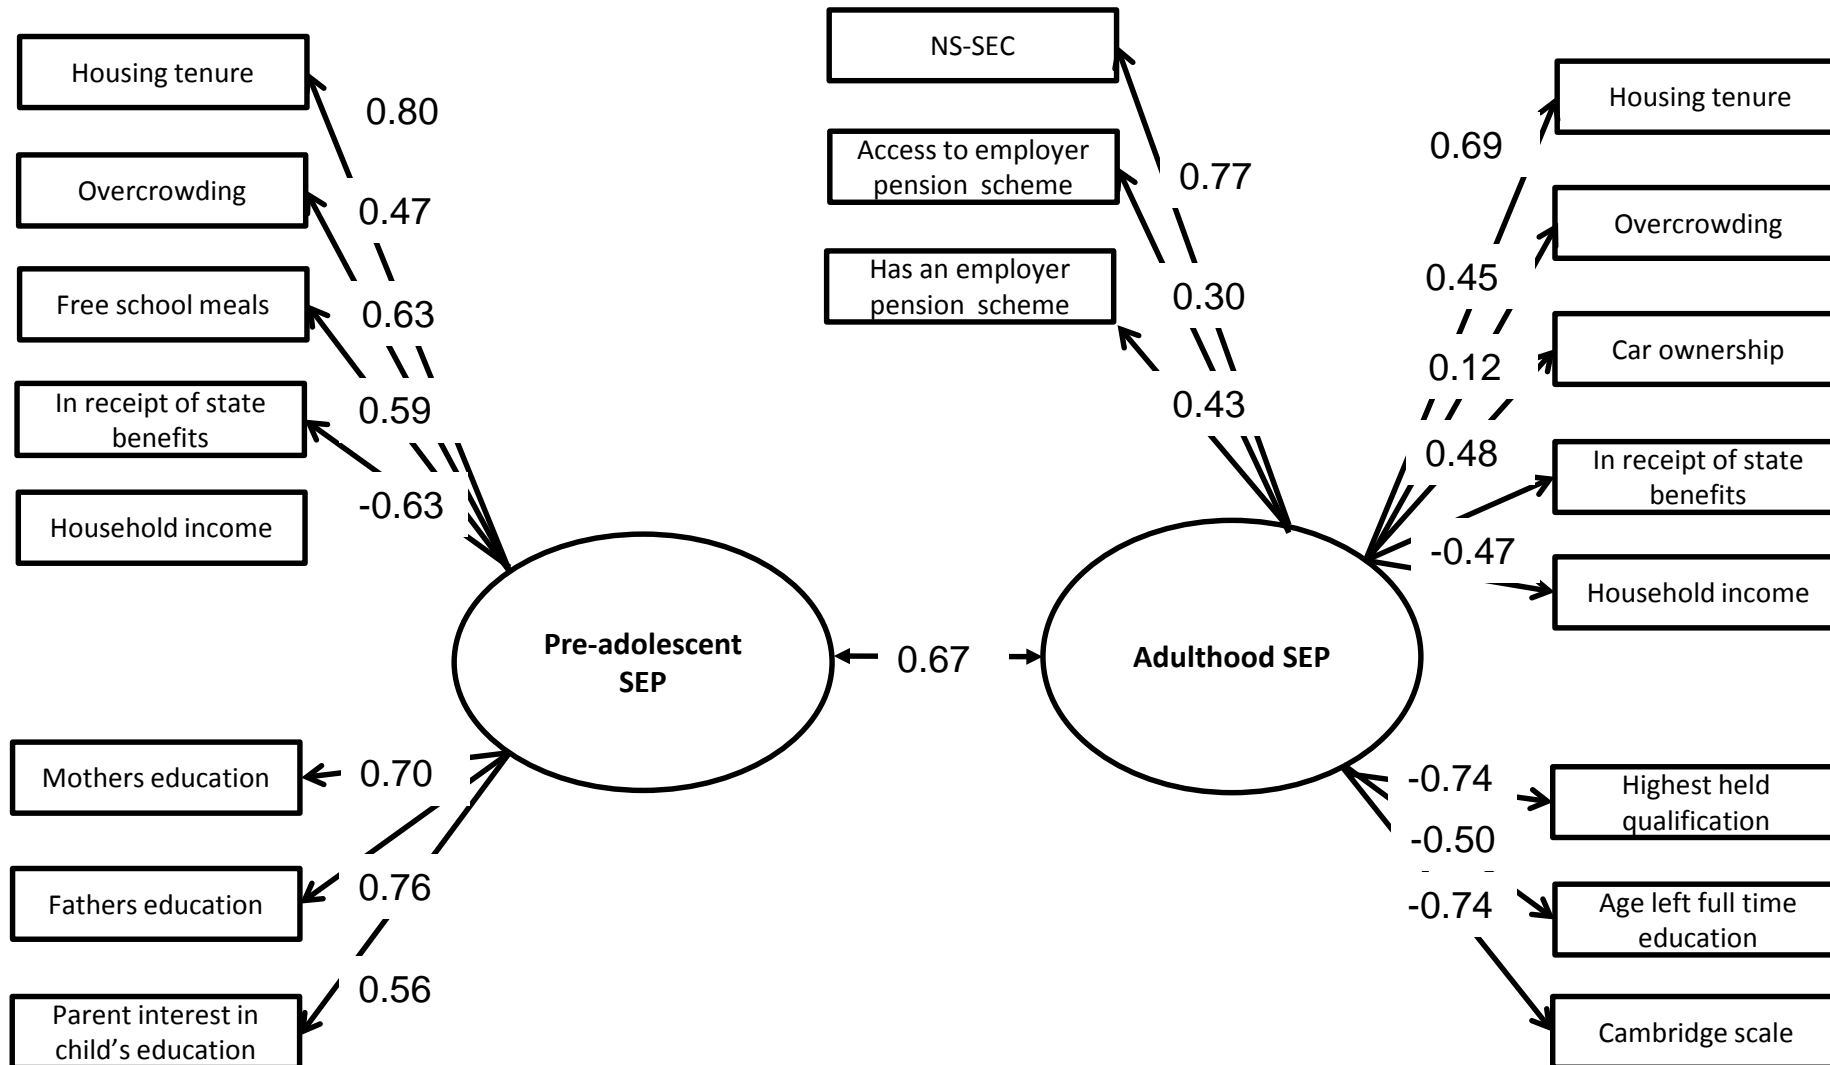 Housing tenure
0.80
Overcrowding
0.47
Free school meals
0.63
In receipt of state
benefits
0.59
Household income
-0.63
Pre-adolescent
SEP
Mothers education
0.70
Fathers education
0.76
Parent interest in
child’s education
0.56
0.67
NS-SEC
0.77
Access to employer
pension scheme
0.30
Has an employer
pension scheme
0.43
Adulthood SEP
Housing tenure
0.69
Overcrowding
0.45
Car ownership
0.12
In receipt of state
benefits
0.48
Household income
-0.47
Highest held
qualification
-0.74
Age left full time
education
-0.50
Cambridge scale
-0.74